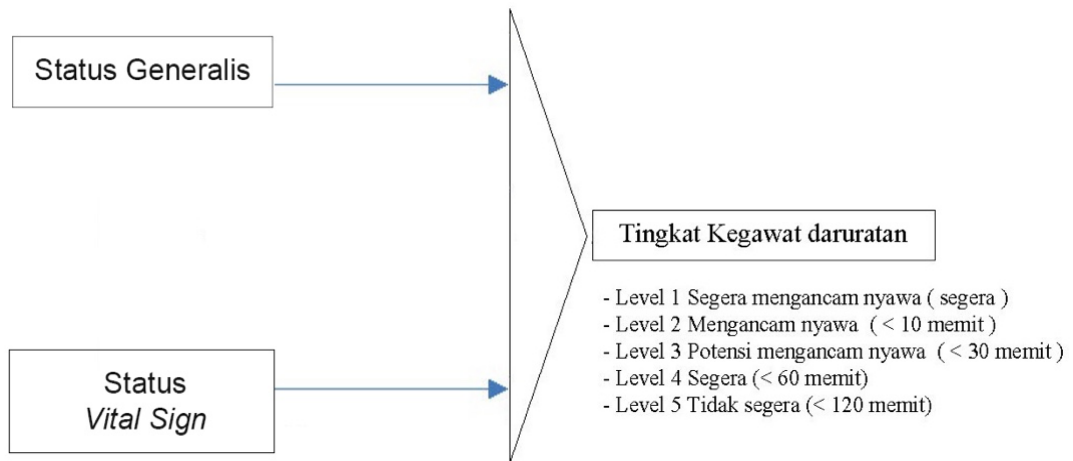 Status Generalis
Status
Vital Sign
Tingkat Kegawat daruratan
- Level 1 Segera mengancam nyawa ( segera )
- Level 2 Mengancam nyawa ( < 10 memit )
- Level 3 Potensi mengancam nyawa ( < 30 memit )
- Level 4 Segera (< 60 memit)
- Level 5 Tidak segera (< 120 memit)